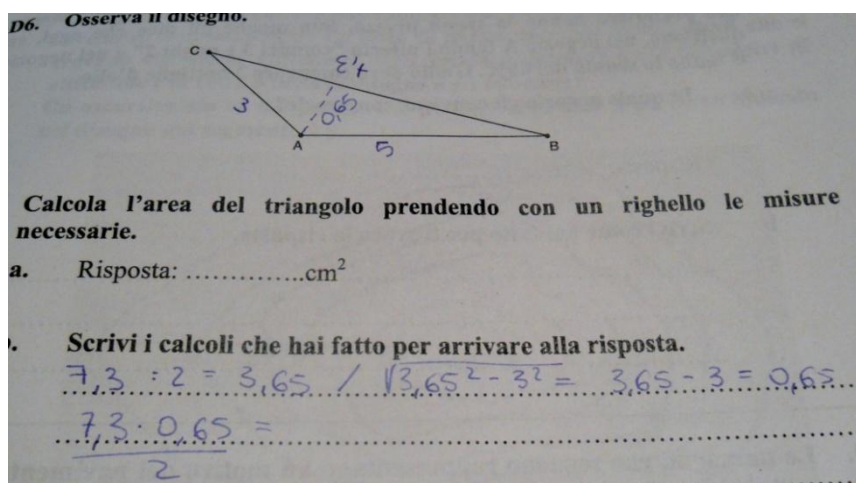 D6. Osserva il disegno.
C
7,3
3
0,65
A
5
B
Calcola l'area del triangolo prendendo con un righello le misure
necessarie.
a. Risposta: ..............cm²
. Scrivi i calcoli che hai fatto per arrivare alla risposta.
7,3 : 2 = 3,65 / √3,65² - 3² = 3,65 - 3 = 0,65
7,3 · 0,65 =
2